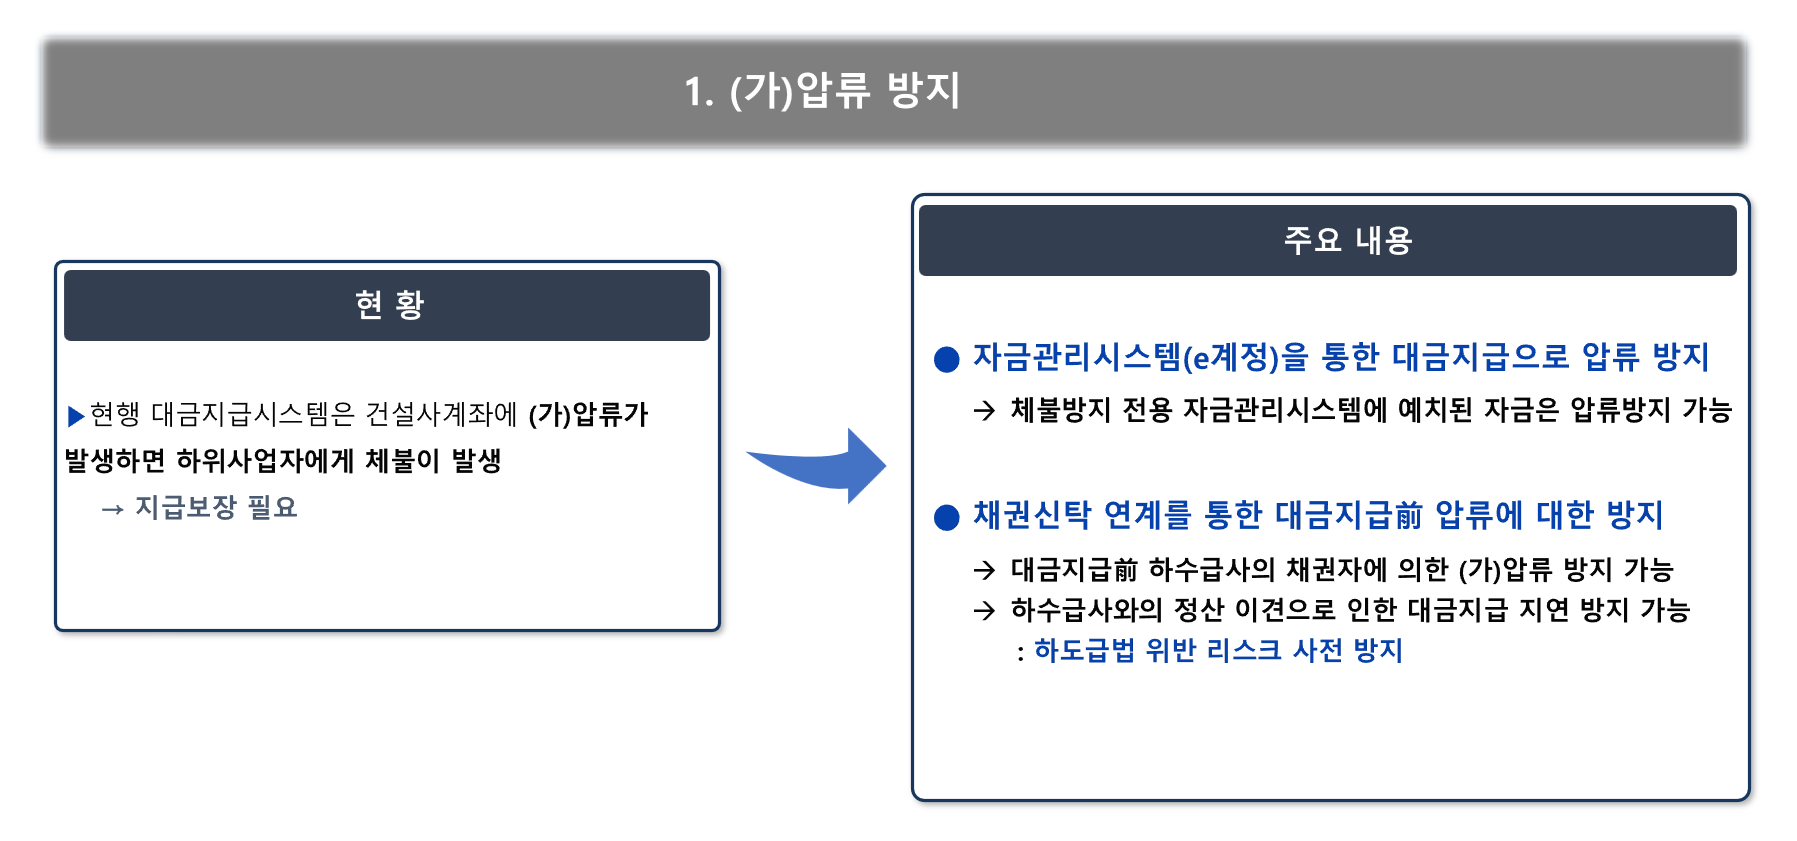 1. (가)압류 방지
현 황
▶현행 대금지급시스템은 건설사계좌에 (가)압류가
발생하면 하위사업자에게 체불이 발생
→ 지급보장 필요
주요 내용
● 자금관리시스템(e계정)을 통한 대금지급으로 압류 방지
→ 체불방지 전용 자금관리시스템에 예치된 자금은 압류방지 가능
● 채권신탁 연계를 통한 대금지급前 압류에 대한 방지
→ 대금지급前 하수급사의 채권자에 의한 (가)압류 방지 가능
→ 하수급사와의 정산 이견으로 인한 대금지급 지연 방지 가능
: 하도급법 위반 리스크 사전 방지